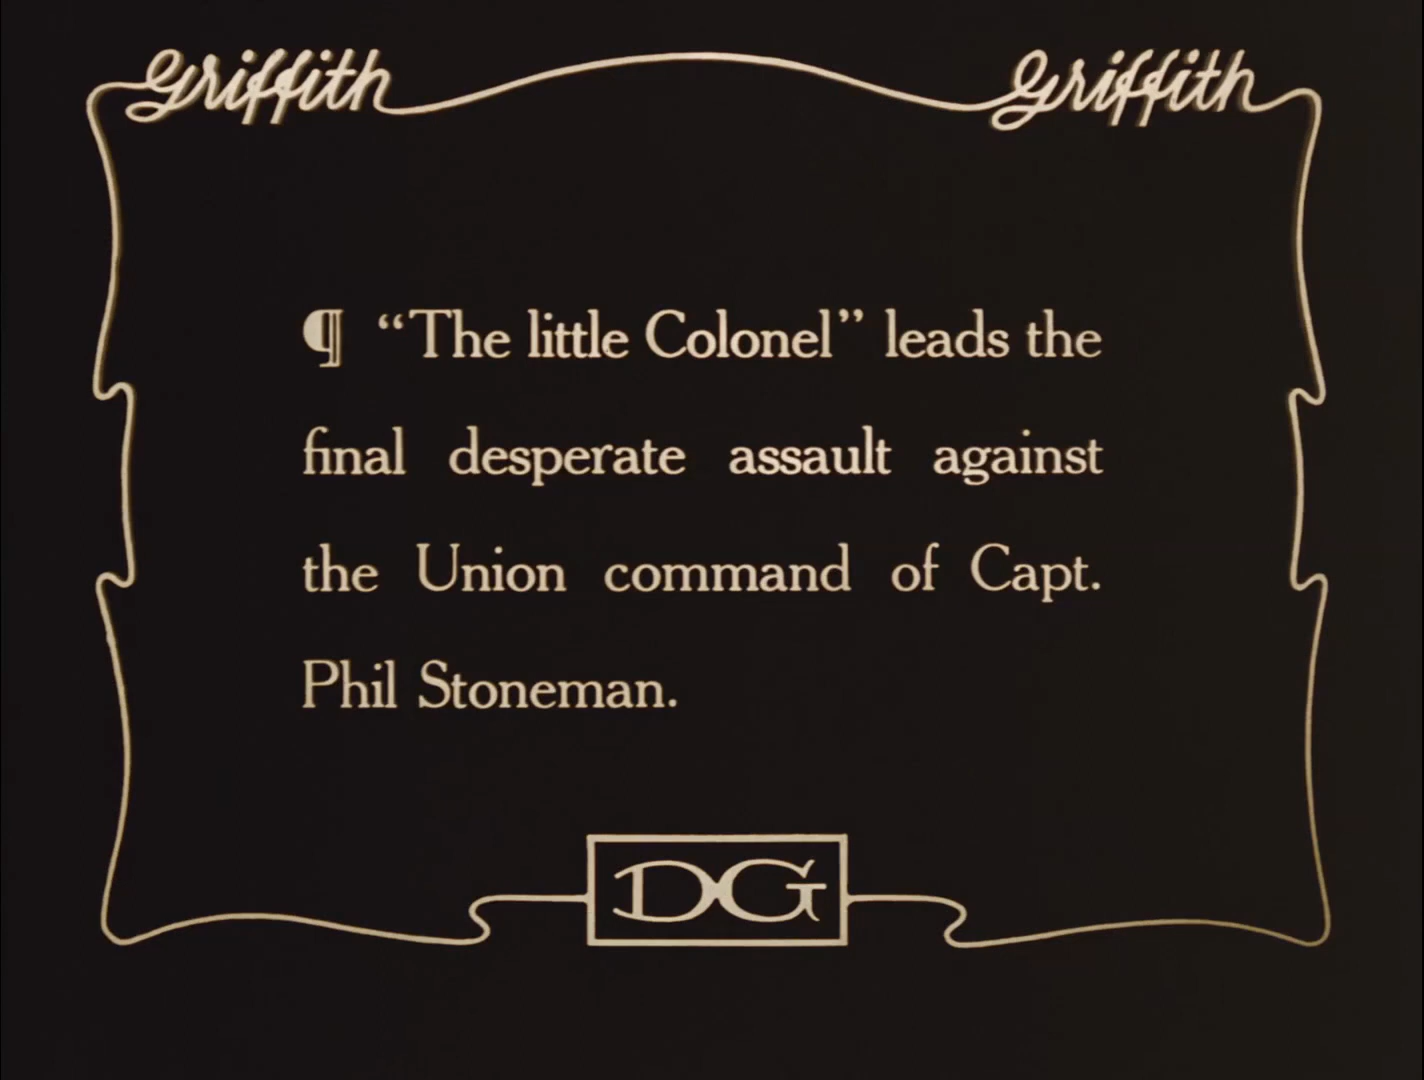 Griffith Griffith
¶ “The little Colonel” leads the
final desperate assault against
the Union command of Capt.
Phil Stoneman.
DG